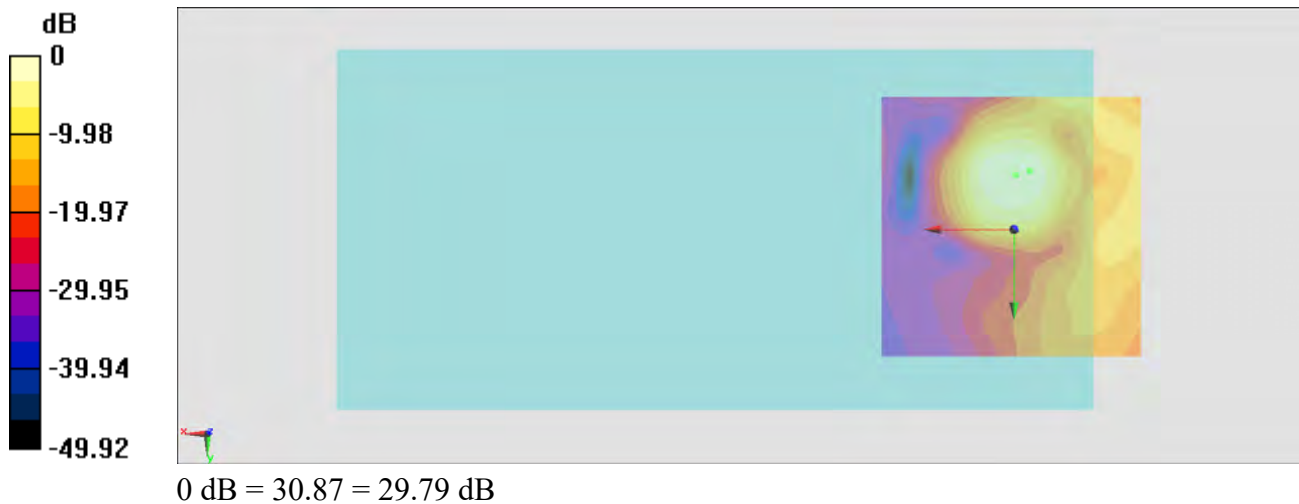 dB
0
-9.98
-19.97
-29.95
-39.94
-49.92
x z
y
0 dB = 30.87 = 29.79 dB